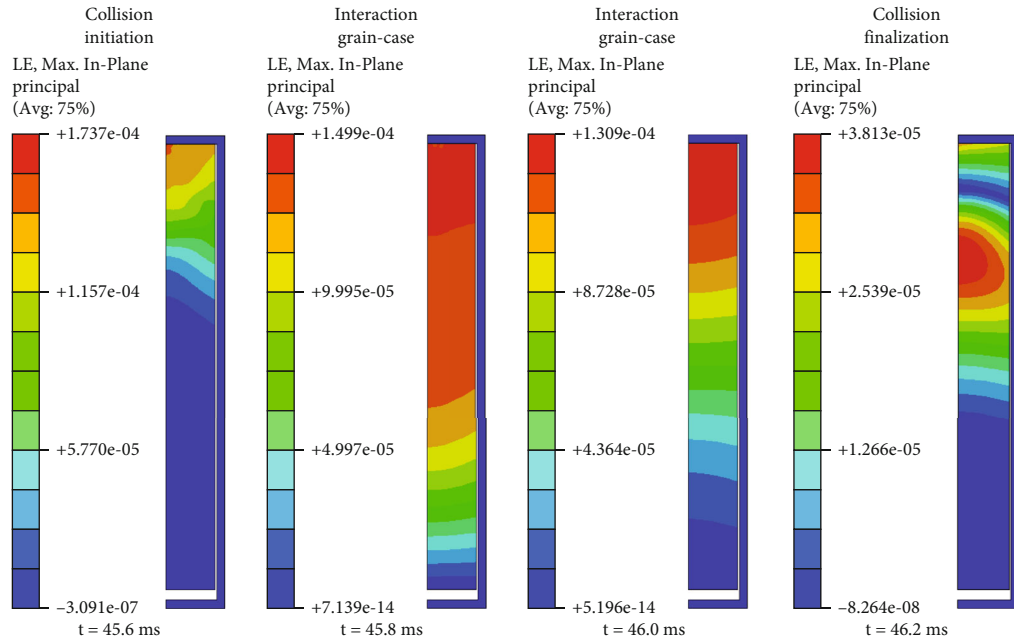 Collision
initiation
LE, Max. In-Plane
principal
(Avg: 75%)
+1.737e-04
+1.157e-04
+5.770e-05
–3.091e-07
t = 45.6 ms
Interaction
grain-case
LE, Max. In-Plane
principal
(Avg: 75%)
+1.499e-04
+9.995e-05
+4.997e-05
+7.139e-14
t = 45.8 ms
Interaction
grain-case
LE, Max. In-Plane
principal
(Avg: 75%)
+1.309e-04
+8.728e-05
+4.364e-05
+5.196e-14
t = 46.0 ms
Collision
finalization
LE, Max. In-Plane
principal
(Avg: 75%)
+3.813e-05
+2.539e-05
+1.266e-05
–8.264e-08
t = 46.2 ms